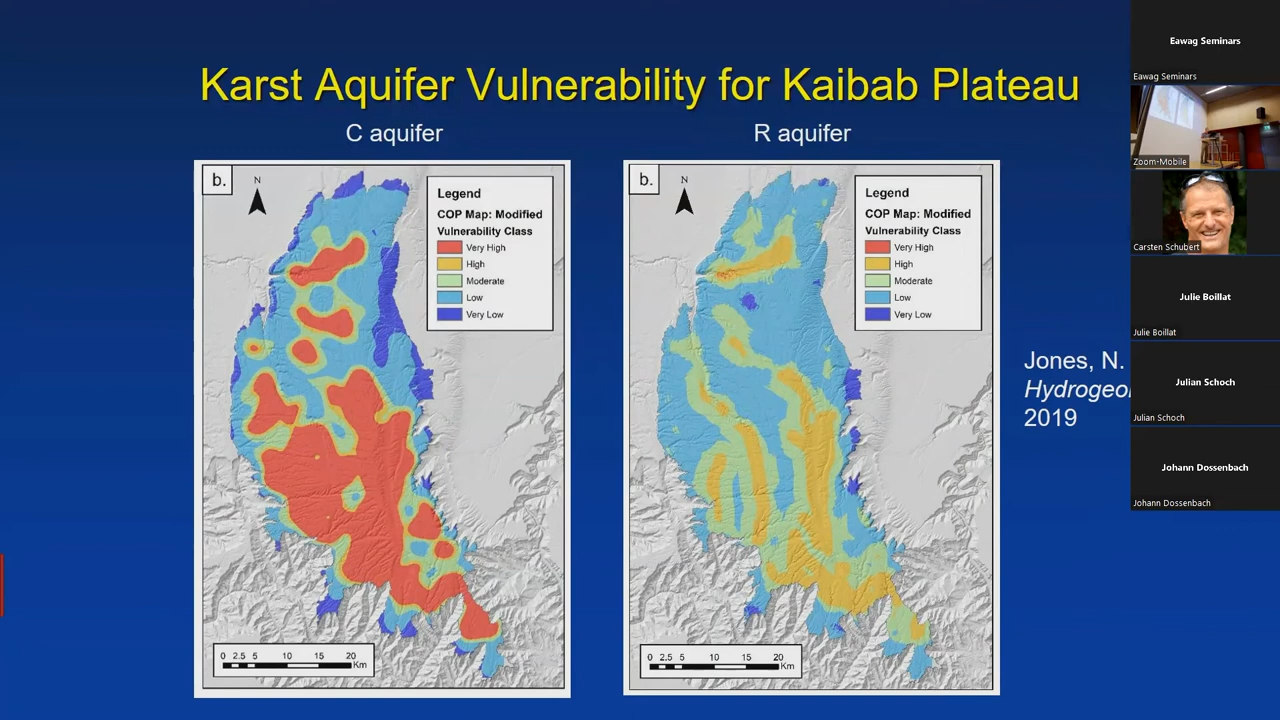 Karst Aquifer Vulnerability for Kaibab Plateau
C aquifer
R aquifer
b.
N
Legend
COP Map: Modified
Vulnerability Class
Very High
High
Moderate
Low
Very Low
0 2.5 5 10 15 20
Km
b.
N
Legend
COP Map: Modified
Vulnerability Class
Very High
High
Moderate
Low
Very Low
0 2.5 5 10 15 20
Km
Jones, N.
Hydrogeol
2019
Eawag Seminars
Eawag Seminars
Zoom-Mobile
Carsten Schubert
Julie Boillat
Julie Boillat
Julian Schoch
Julian Schoch
Johann Dossenbach
Johann Dossenbach